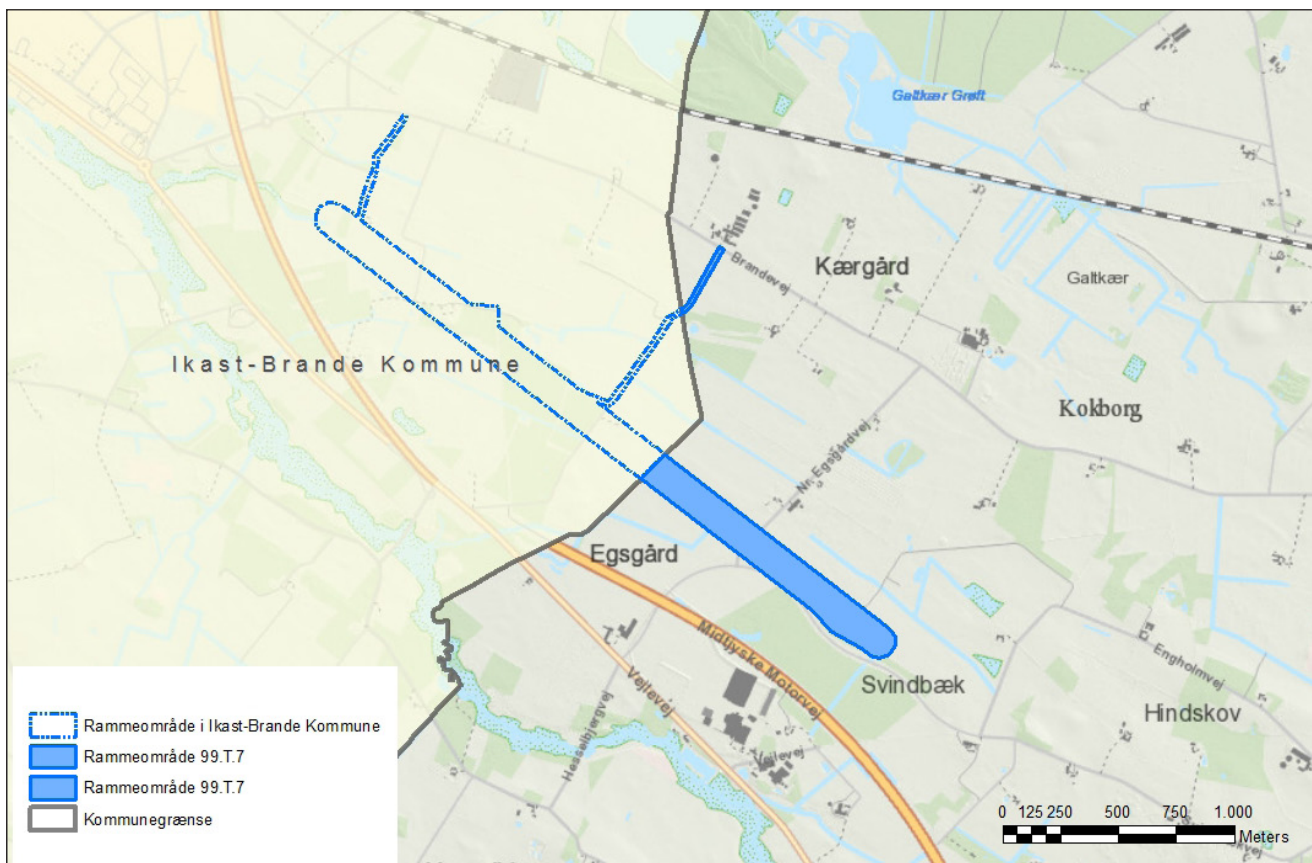 Galtkær Grøft
Brandevej
Kærgård
Galtkær
Ikast-Brande Kommune
Kokborg
Nr. Egsgårdvej
Egsgård
Midtjyske Motorvej
Vejlevej
Svindbæk
Engholmvej
Hindskov
Hesselbjergvej
Vejlevej
Rammeområde i Ikast-Brande Kommune
Rammeområde 99.T.7
Rammeområde 99.T.7
Kommunegrænse
0 125 250 500 750 1.000
Meters